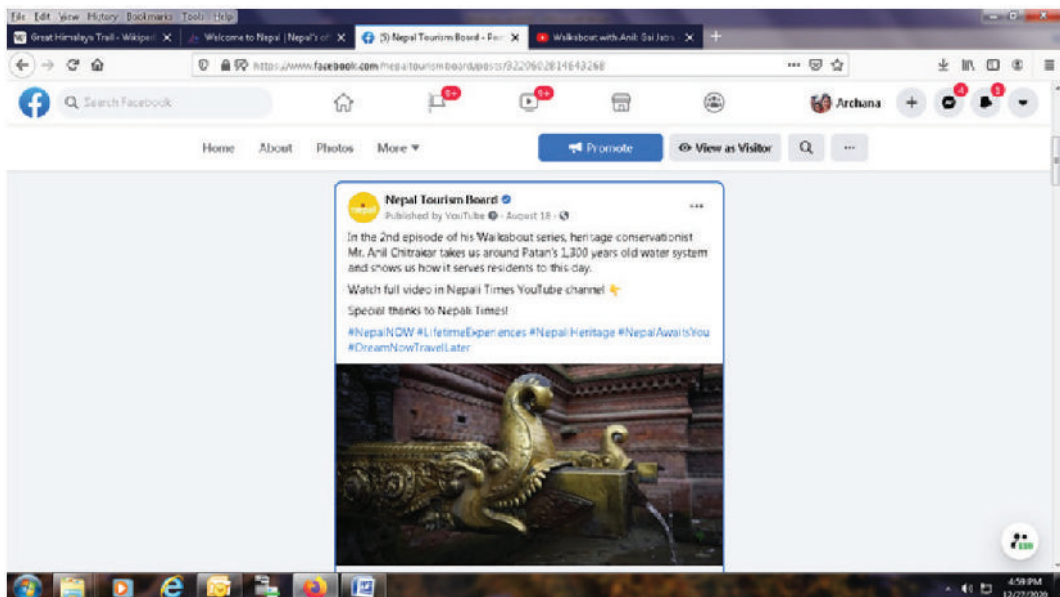 File Edit View History Bookmarks Tools Help
Great Himalaya Trail - Wikiped
Welcome to Nepal | Nepal's of
(5) Nepal Tourism Board - Pos
Walkabout with Anil: Gai Jatra
https://www.facebook.com/nepaltourismboard/posts/3220602814643268
Search Facebook
9+
9+
Archana
4
1
Home About Photos More
Promote
View as Visitor
nepal
Nepal Tourism Board
Published by YouTube · August 18 ·
In the 2nd episode of his Walkabout series, heritage conservationist
Mr. Anil Chitrakar takes us around Patan's 1,300 years old water system
and shows us how it serves residents to this day.
Watch full video in Nepali Times YouTube channel 👇
Special thanks to Nepali Times!
#NepalNOW #LifetimeExperiences #NepaliHeritage #NepalAwaitsYou
#DreamNowTravelLater
4:59 PM
12/27/2020